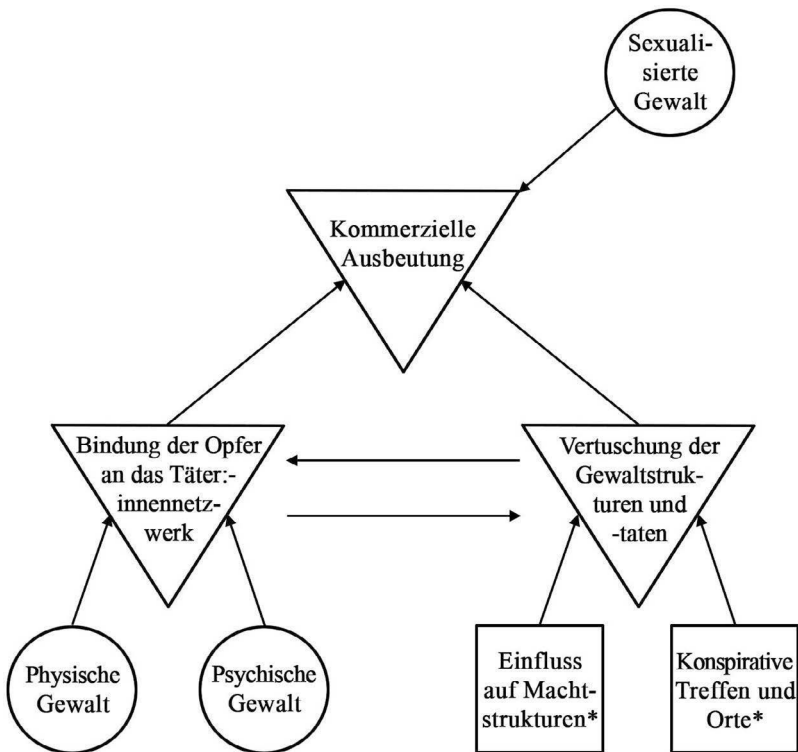 Sexuali-
sierte
Gewalt
Kommerzielle
Ausbeutung
Bindung der Opfer
an das Täter:-
innennetz-
werk
Vertuschung der
Gewaltstruk-
turen und
-taten
Physische
Gewalt
Psychische
Gewalt
Einfluss
auf Macht-
strukturen*
Konspirative
Treffen und
Orte*